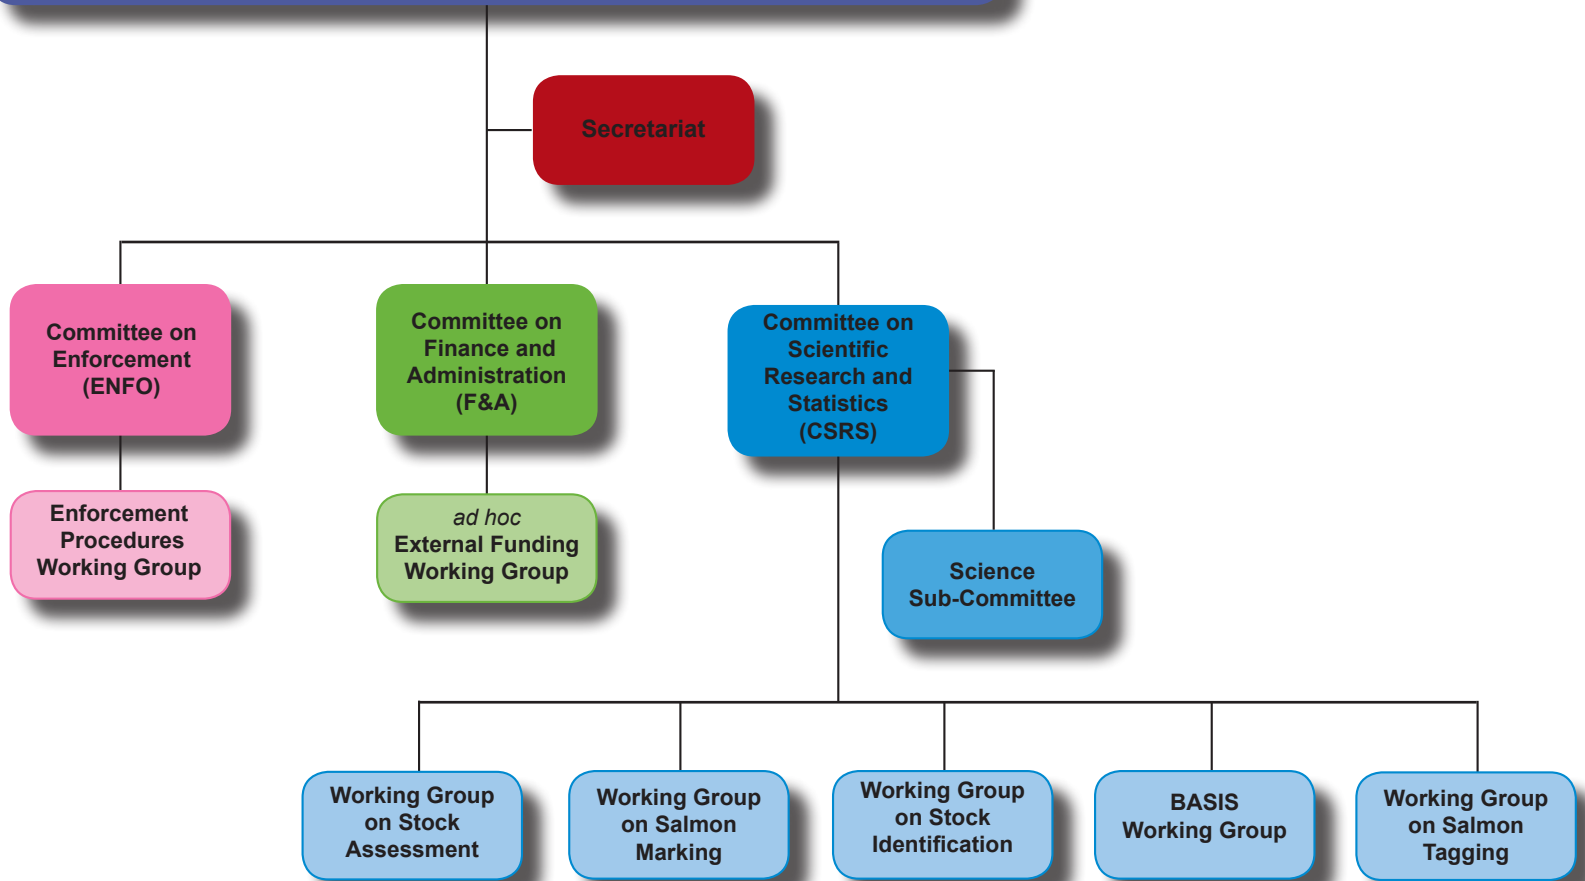 Secretariat
Committee on
Enforcement
(ENFO)
Committee on
Finance and
Administration
(F&A)
Committee on
Scientific
Research and
Statistics
(CSRS)
Enforcement
Procedures
Working Group
ad hoc
External Funding
Working Group
Science
Sub-Committee
Working Group
on Stock
Assessment
Working Group
on Salmon
Marking
Working Group
on Stock
Identification
BASIS
Working Group
Working Group
on Salmon
Tagging